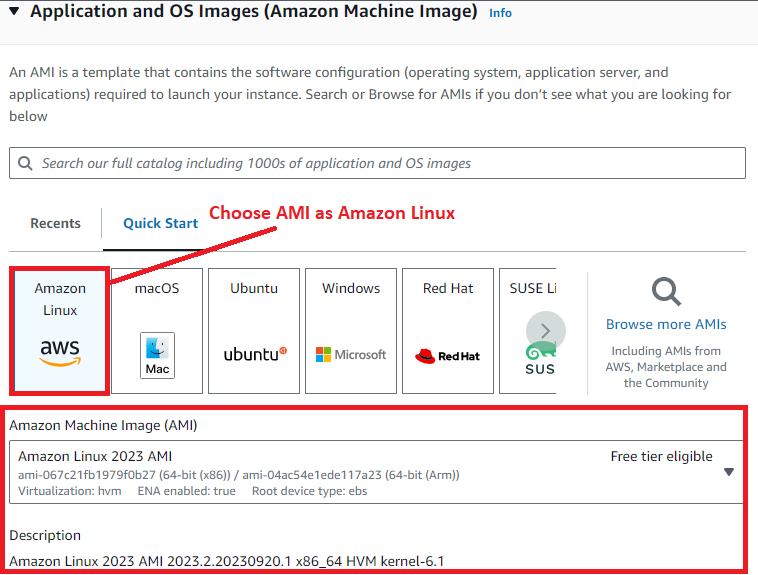 Application and OS Images (Amazon Machine Image) Info
An AMI is a template that contains the software configuration (operating system, application server, and
applications) required to launch your instance. Search or Browse for AMIs if you don’t see what you are looking for
below
Search our full catalog including 1000s of application and OS images
Recents
Quick Start
Choose AMI as Amazon Linux
Amazon
Linux
aws
macOS
Mac
Ubuntu
ubuntu
Windows
Microsoft
Red Hat
Red Hat
SUSE Li
SUS
Browse more AMIs
Including AMIs from
AWS, Marketplace and
the Community
Amazon Machine Image (AMI)
Amazon Linux 2023 AMI
Free tier eligible
ami-067c21fb1979f0b27 (64-bit (x86)) / ami-04ac54e1ede117a23 (64-bit (Arm))
Virtualization: hvm ENA enabled: true Root device type: ebs
Description
Amazon Linux 2023 AMI 2023.2.20230920.1 x86_64 HVM kernel-6.1